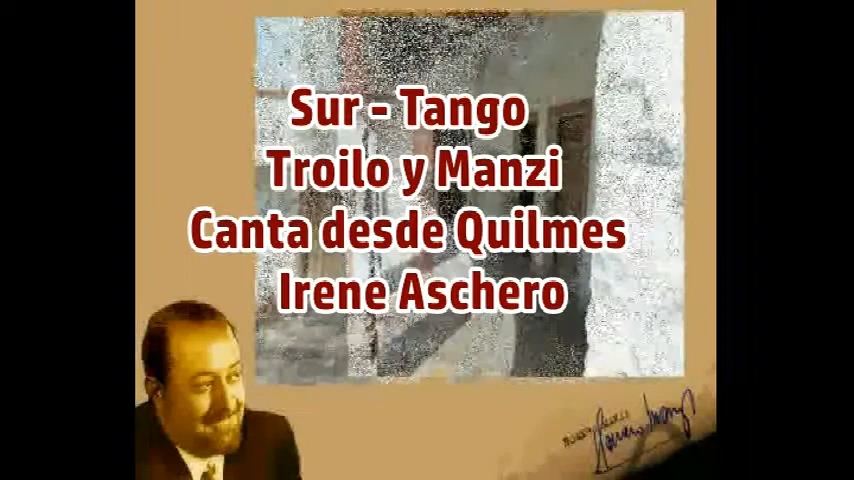 Sur - Tango
Troilo y Manzi
Canta desde Quilmes
Irene Aschero